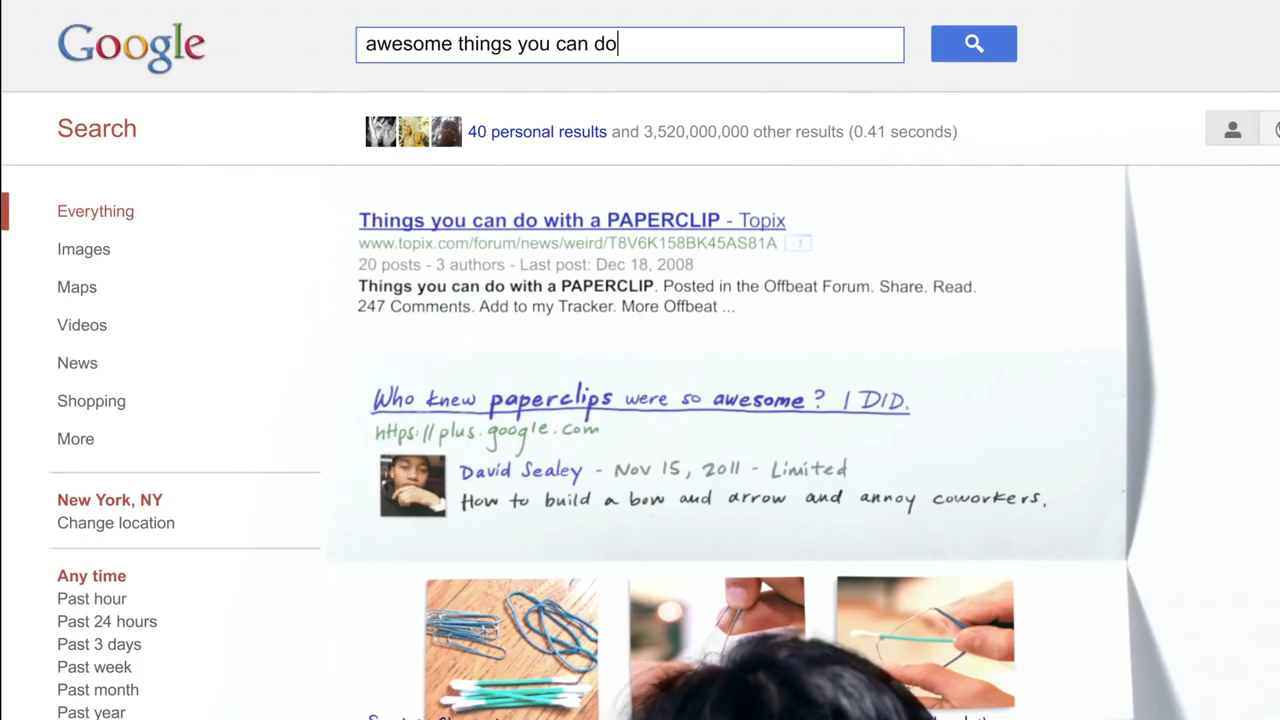 Google
awesome things you can do
Search
40 personal results and 3,520,000,000 other results (0.41 seconds)
Everything
Images
Maps
Videos
News
Shopping
More
New York, NY
Change location
Any time
Past hour
Past 24 hours
Past 3 days
Past week
Past month
Past year
Things you can do with a PAPERCLIP - Topix
www.topix.com/forum/news/weird/T8V6K158BK45AS81A
20 posts - 3 authors - Last post: Dec 18, 2008
Things you can do with a PAPERCLIP. Posted in the Offbeat Forum. Share. Read.
247 Comments. Add to my Tracker. More Offbeat ...
Who knew paperclips were so awesome? I DID.
https://plus.google.com
David Sealey - Nov 15, 2011 - Limited
How to build a bow and arrow and annoy coworkers.